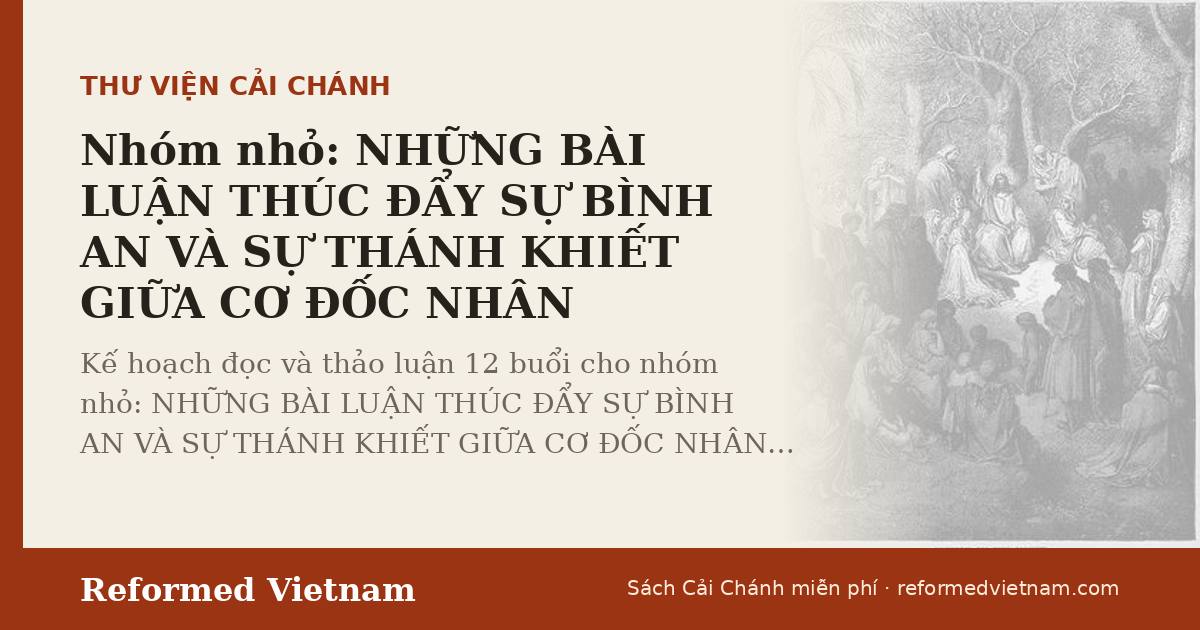 THƯ VIỆN CẢI CHÁNH
Nhóm nhỏ: NHỮNG BÀI
LUẬN THÚC ĐẨY SỰ BÌNH
AN VÀ SỰ THÁNH KHIẾT
GIỮA CƠ ĐỐC NHÂN
Kế hoạch đọc và thảo luận 12 buổi cho nhóm
nhỏ: NHỮNG BÀI LUẬN THÚC ĐẨY SỰ BÌNH
AN VÀ SỰ THÁNH KHIẾT GIỮA CƠ ĐỐC NHÂN...
Reformed Vietnam
Sách Cải Chánh miễn phí · reformedvietnam.com